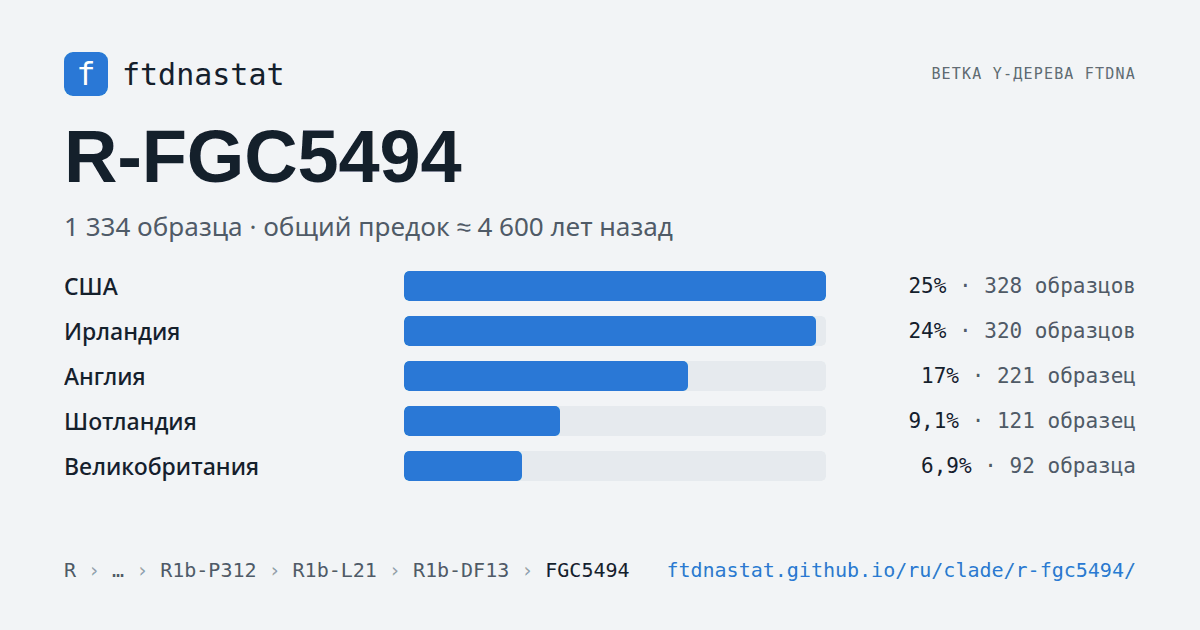 f ftdnastat
ВЕТКА Y-ДЕРЕВА FTDNA
R-FGC5494
1 334 образца · общий предок ≈ 4 600 лет назад
США 25% · 328 образцов
Ирландия 24% · 320 образцов
Англия 17% · 221 образец
Шотландия 9,1% · 121 образец
Великобритания 6,9% · 92 образца
R › … › R1b-P312 › R1b-L21 › R1b-DF13 › FGC5494 ftdnastat.github.io/ru/clade/r-fgc5494/